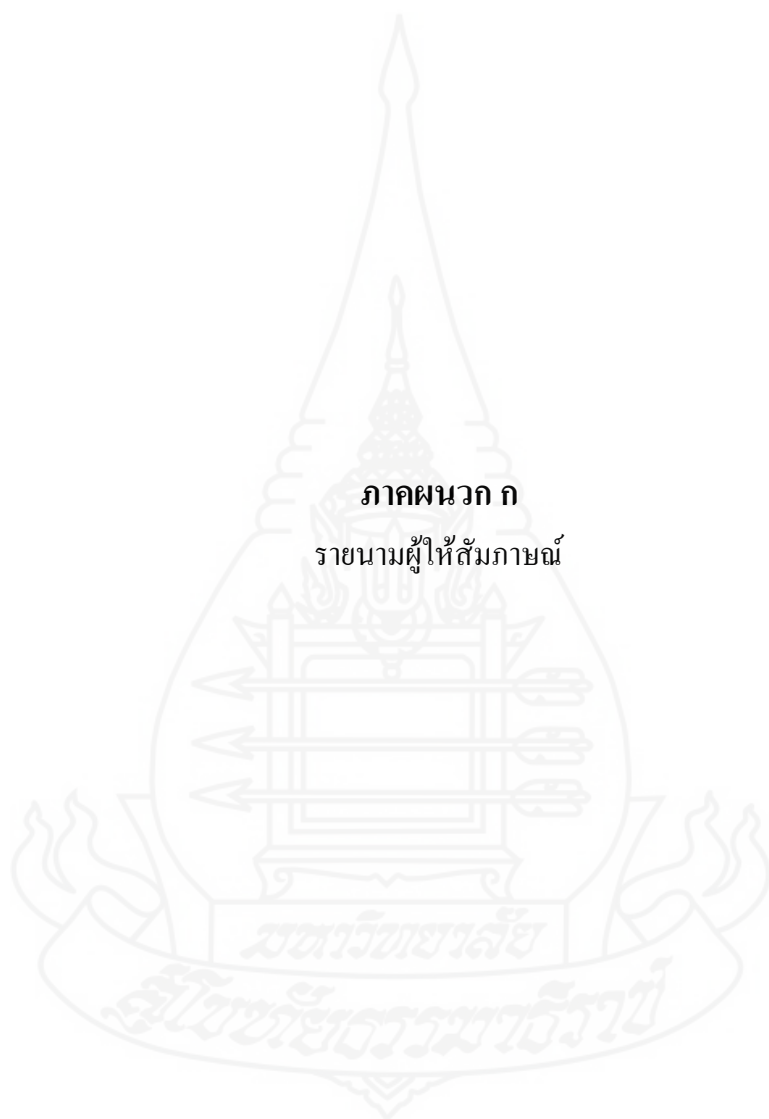 ภาคผนวก ก
รายนามผู้ให้สัมภาษณ์
มหาวิทยาลัย
สุโขทัยธรรมาธิราช